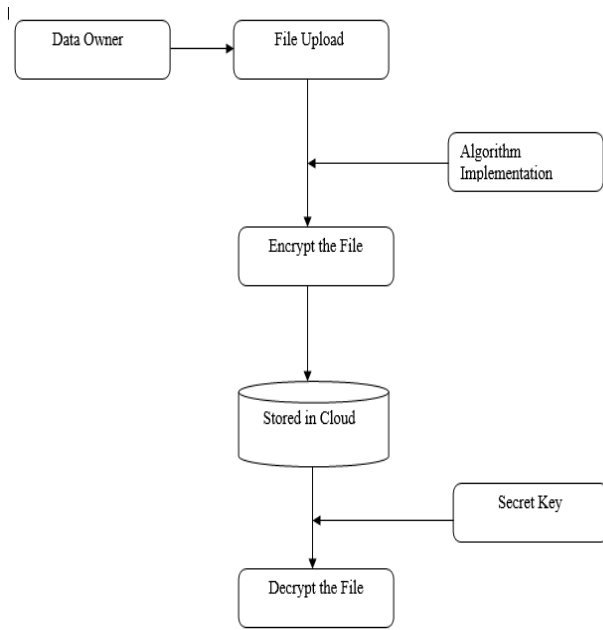 Data Owner
File Upload
Algorithm
Implementation
Encrypt the File
Stored in Cloud
Secret Key
Decrypt the File